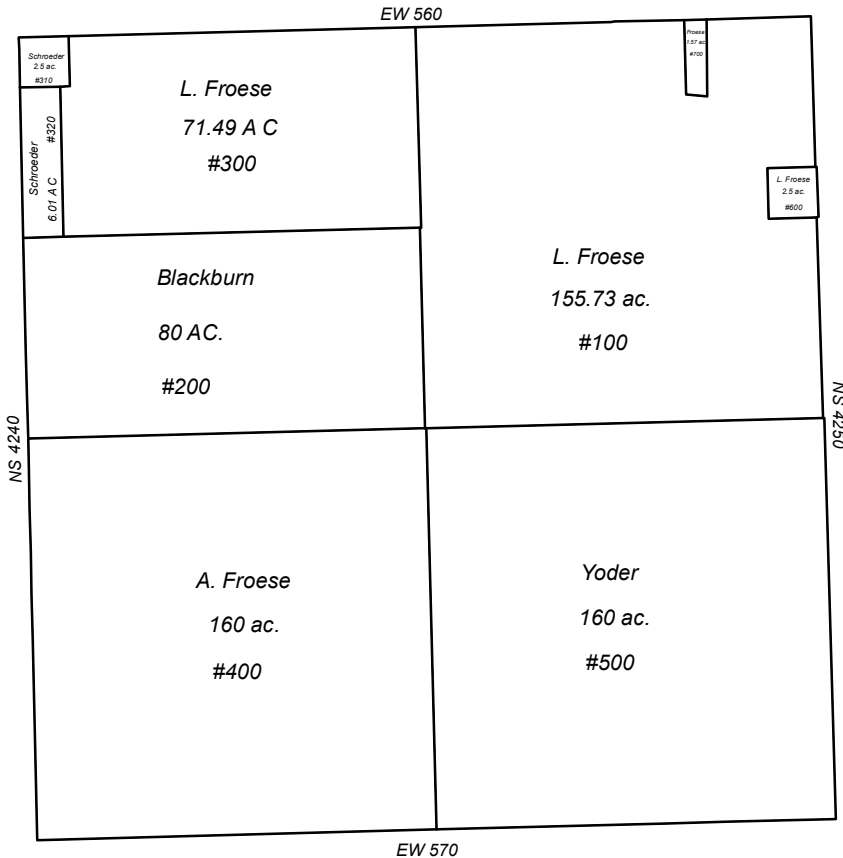 EW 560
Schroeder
2.5 ac.
#310
L. Froese
71.49 A C
#300
Froese
1.57 ac
#700
Schroeder
6.01 A C
#320
L. Froese
2.5 ac.
#600
L. Froese
155.73 ac.
#100
Blackburn
80 AC.
#200
NS 4240
NS 4250
A. Froese
160 ac.
#400
Yoder
160 ac.
#500
EW 570